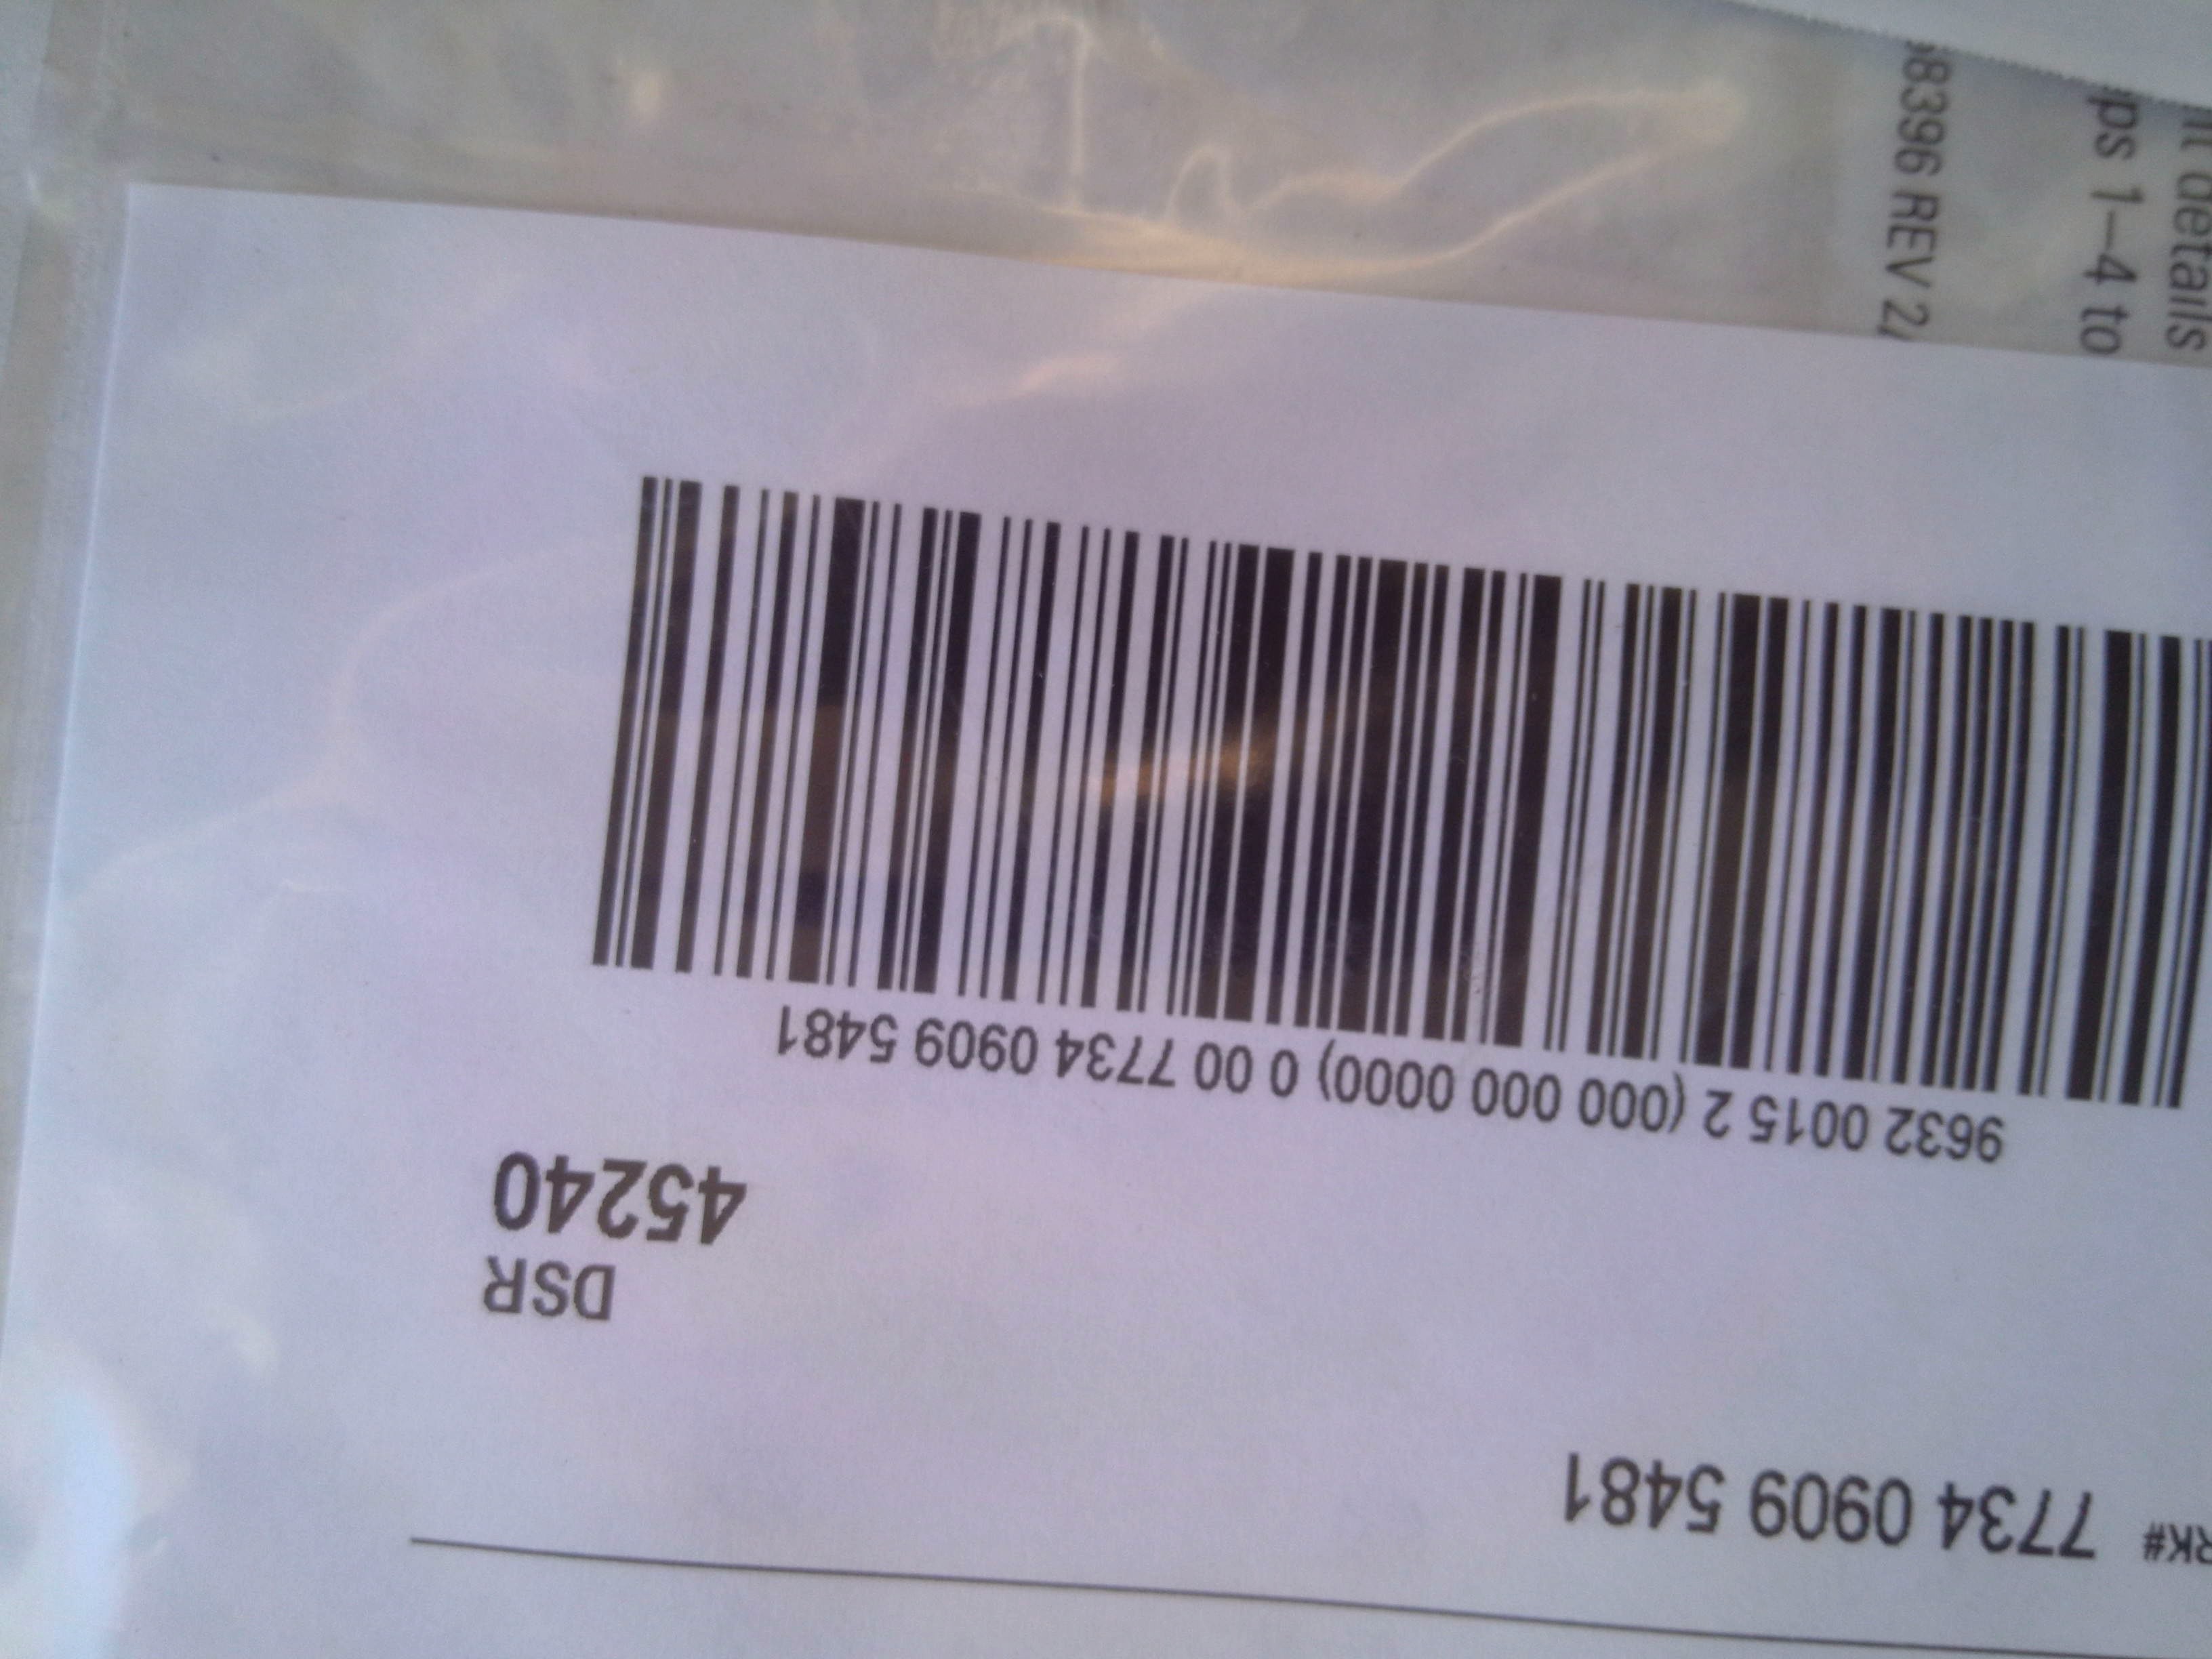 RK# 7734 0909 5481
DSR
45240
9632 0015 2 (000 000 0000) 0 00 7734 0909 5481
details
ps 1–4 to
8396 REV 2/